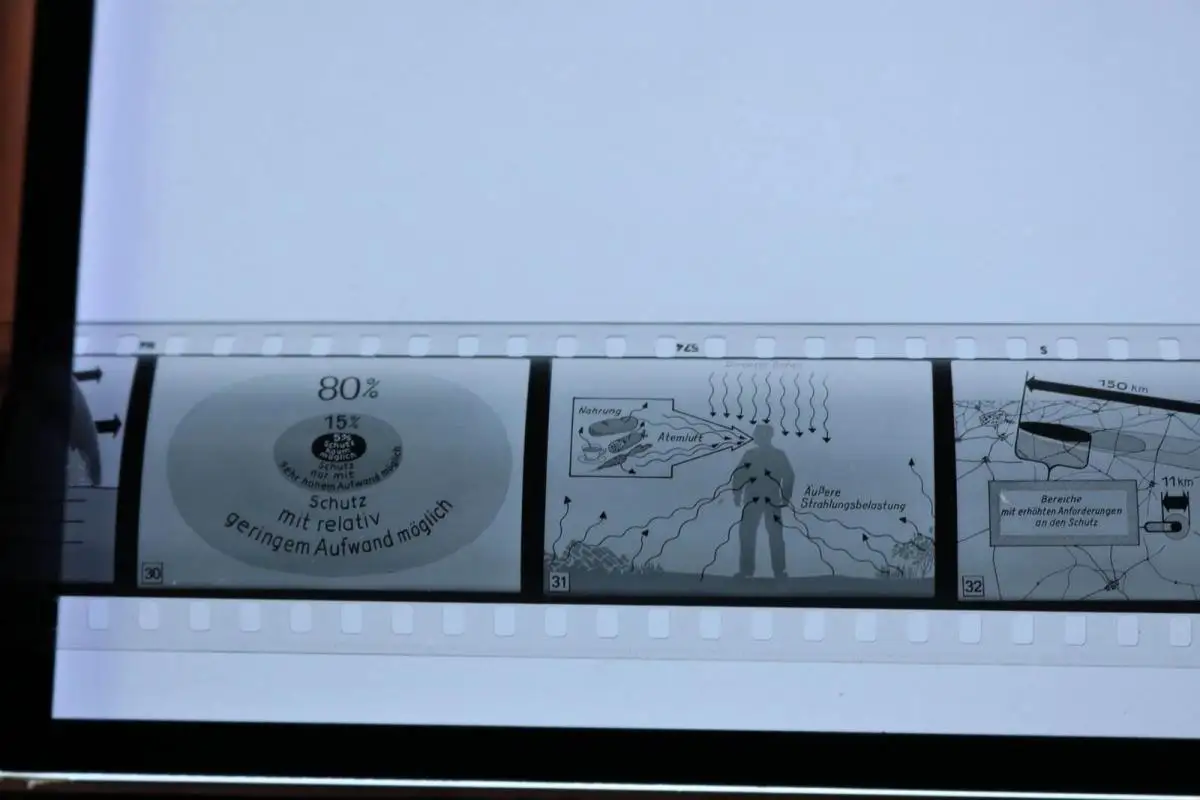 574
S
80%
15%
5%
Schutz
kaum
möglich
Schutz
nur mit
sehr hohem Aufwand möglich
Schutz
mit relativ
geringem Aufwand möglich
30
Nahrung
Atemluft
Äußere
Strahlungsbelastung
31
150 km
11 km
Bereiche
mit erhöhten Anforderungen
an den Schutz
32